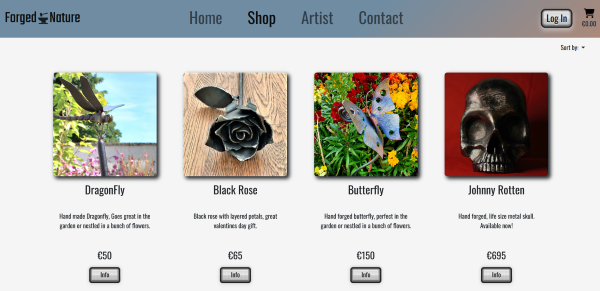 Forged Nature
Home Shop Artist Contact
Log In
€0.00
Sort by:
DragonFly
Hand made Dragonfly, Goes great in the
garden or nestled in a bunch of flowers.
€50
Info
Black Rose
Black rose with layered petals, great
valentines day gift.
€65
Info
Butterfly
Hand forged butterfly, perfect in the
garden or nestled in a bunch of flowers.
€150
Info
Johnny Rotten
Hand forged, life size metal skull.
Available now!
€695
Info